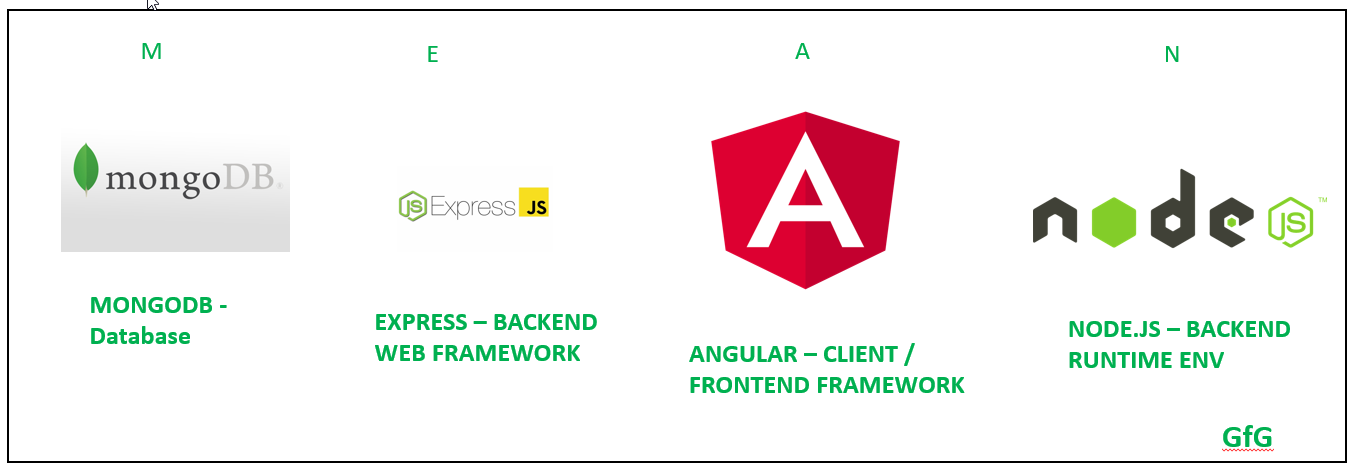 M
E
A
N
mongoDB
JS Express JS
A
node JS ™
MONGODB -
Database
EXPRESS – BACKEND
WEB FRAMEWORK
ANGULAR – CLIENT /
FRONTEND FRAMEWORK
NODE.JS – BACKEND
RUNTIME ENV
GfG